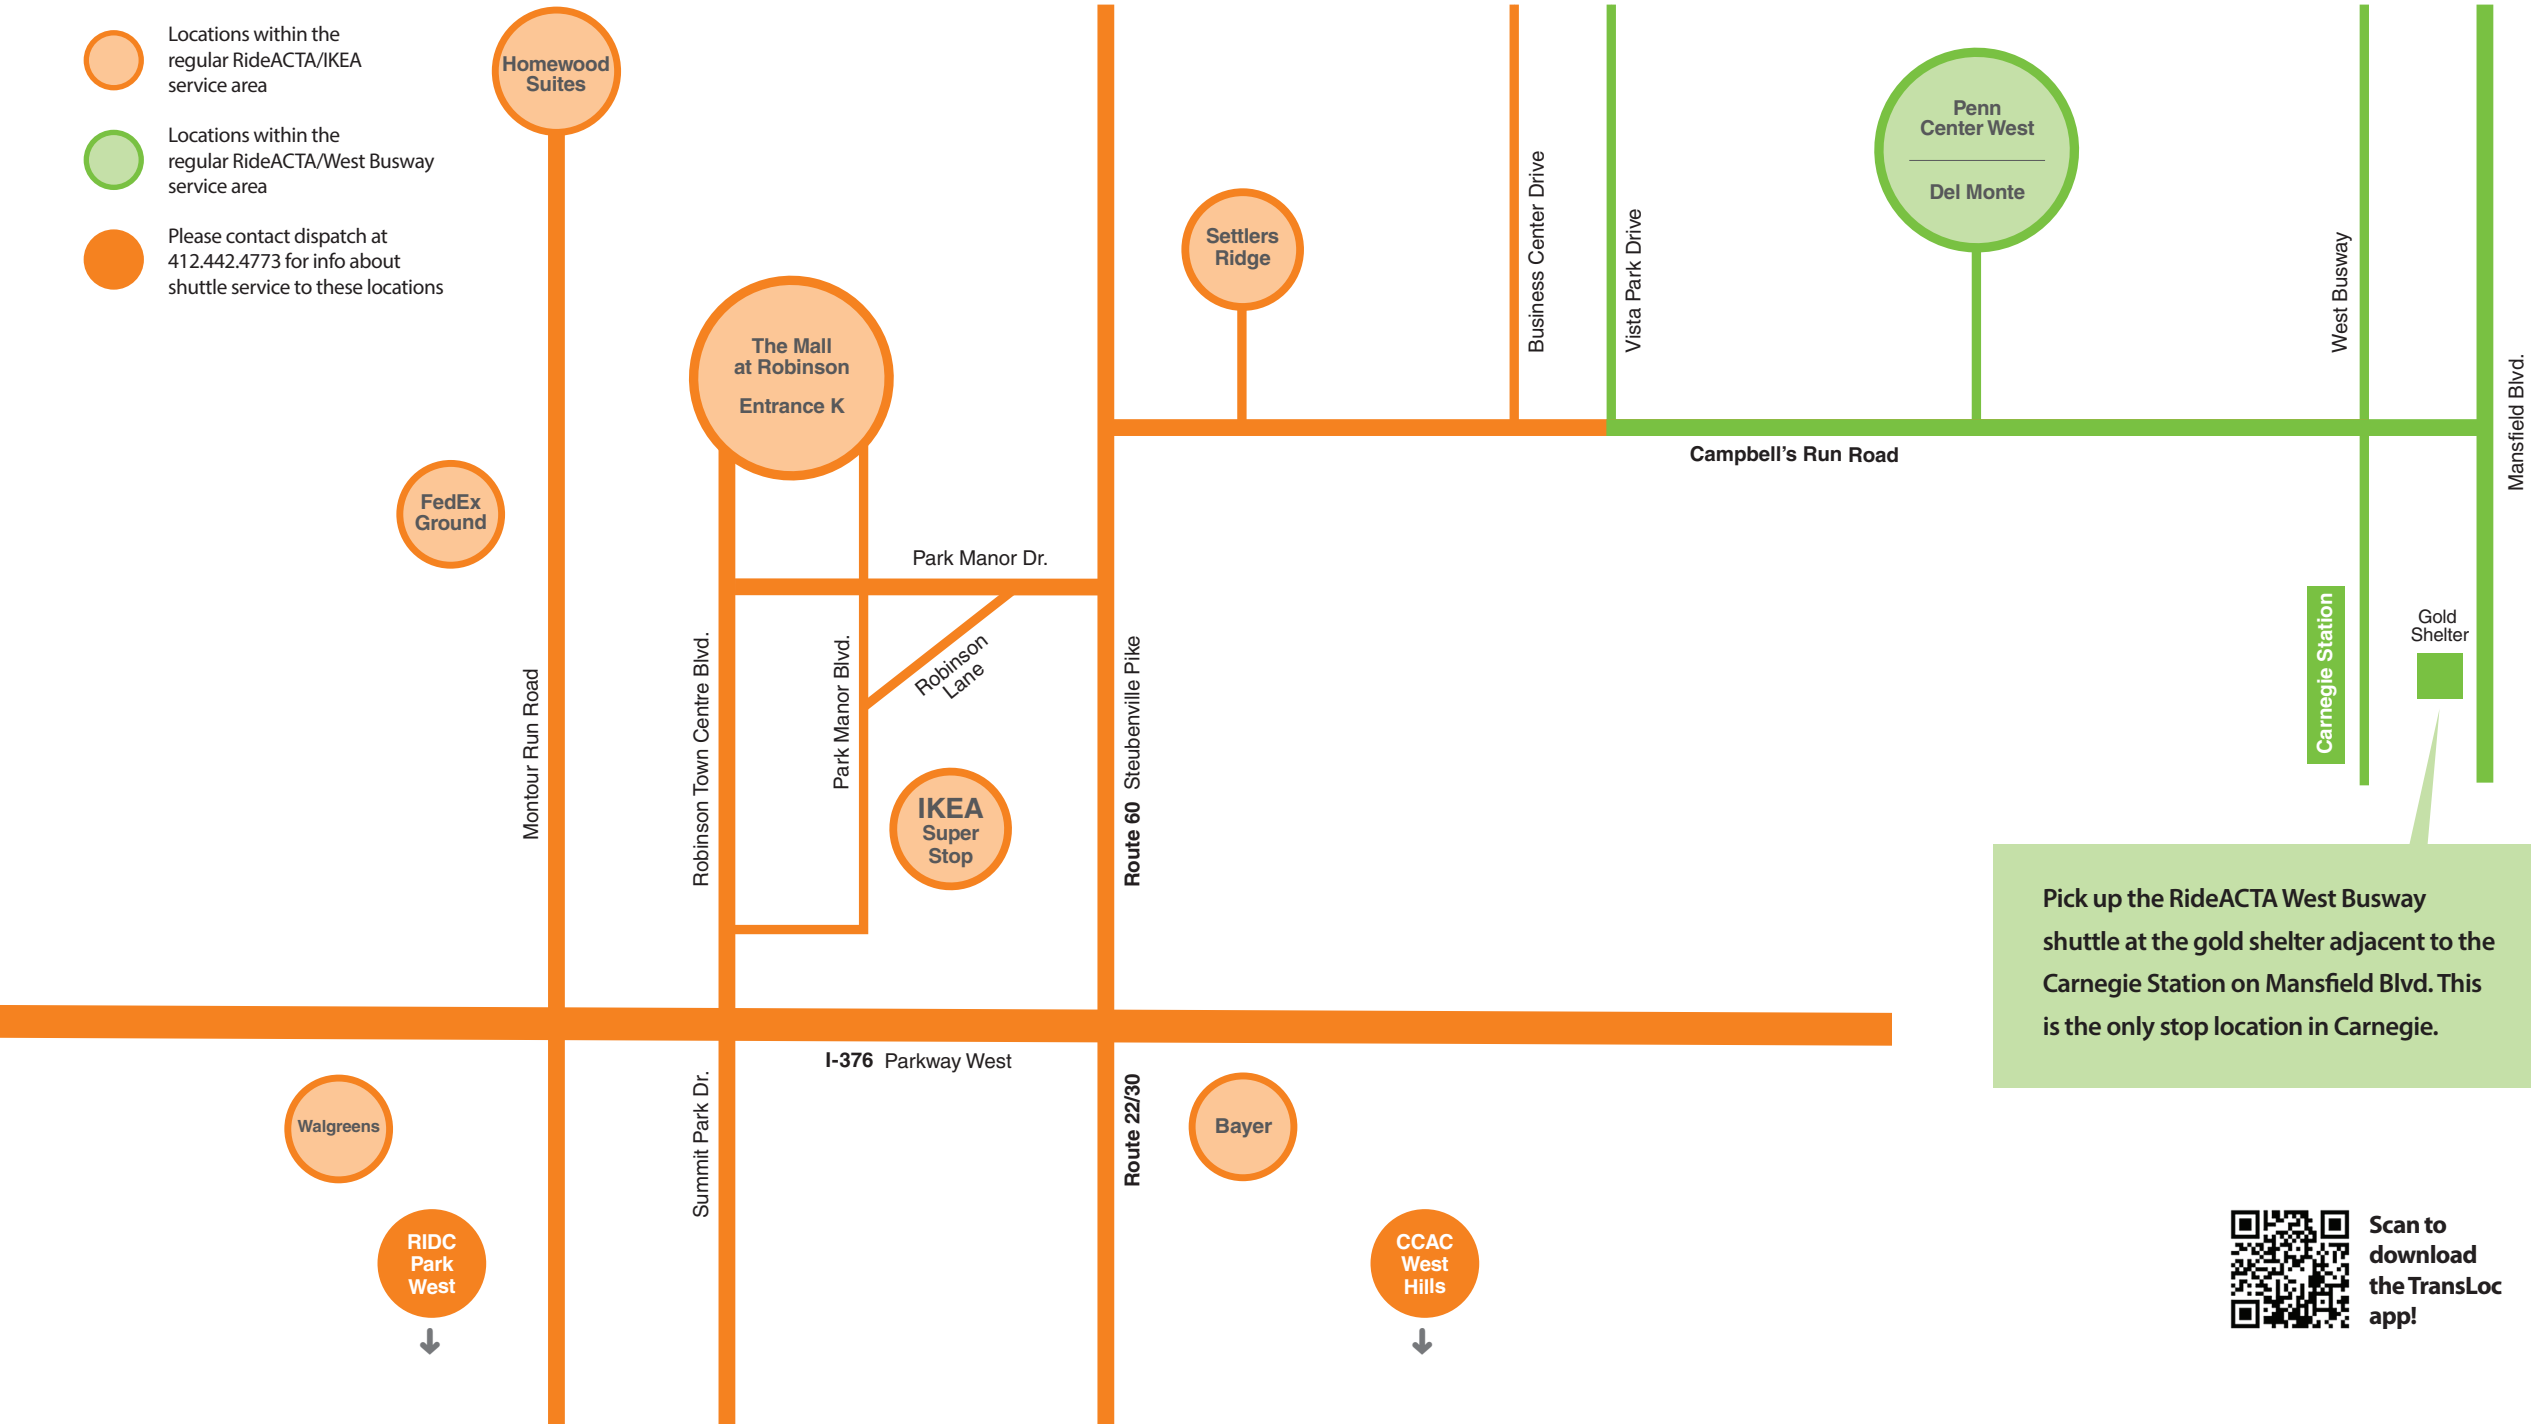 Locations within the
regular RideACTA/IKEA
service area
Locations within the
regular RideACTA/West Busway
service area
Please contact dispatch at
412.442.4773 for info about
shuttle service to these locations
Homewood
Suites
The Mall
at Robinson
Entrance K
FedEx
Ground
Settlers
Ridge
Business Center Drive
Vista Park Drive
Penn
Center West
Del Monte
West Busway
Mansfield Blvd.
Campbell's Run Road
Park Manor Dr.
Robinson
Lane
Montour Run Road
Robinson Town Centre Blvd.
Park Manor Blvd.
IKEA
Super
Stop
Route 60 Steubenville Pike
Carnegie Station
Gold
Shelter
Pick up the RideACTA West Busway
shuttle at the gold shelter adjacent to the
Carnegie Station on Mansfield Blvd. This
is the only stop location in Carnegie.
I-376 Parkway West
Walgreens
RIDC
Park
West
Summit Park Dr.
Route 22/30
Bayer
CCAC
West
Hills
Scan to
download
the TransLoc
app!